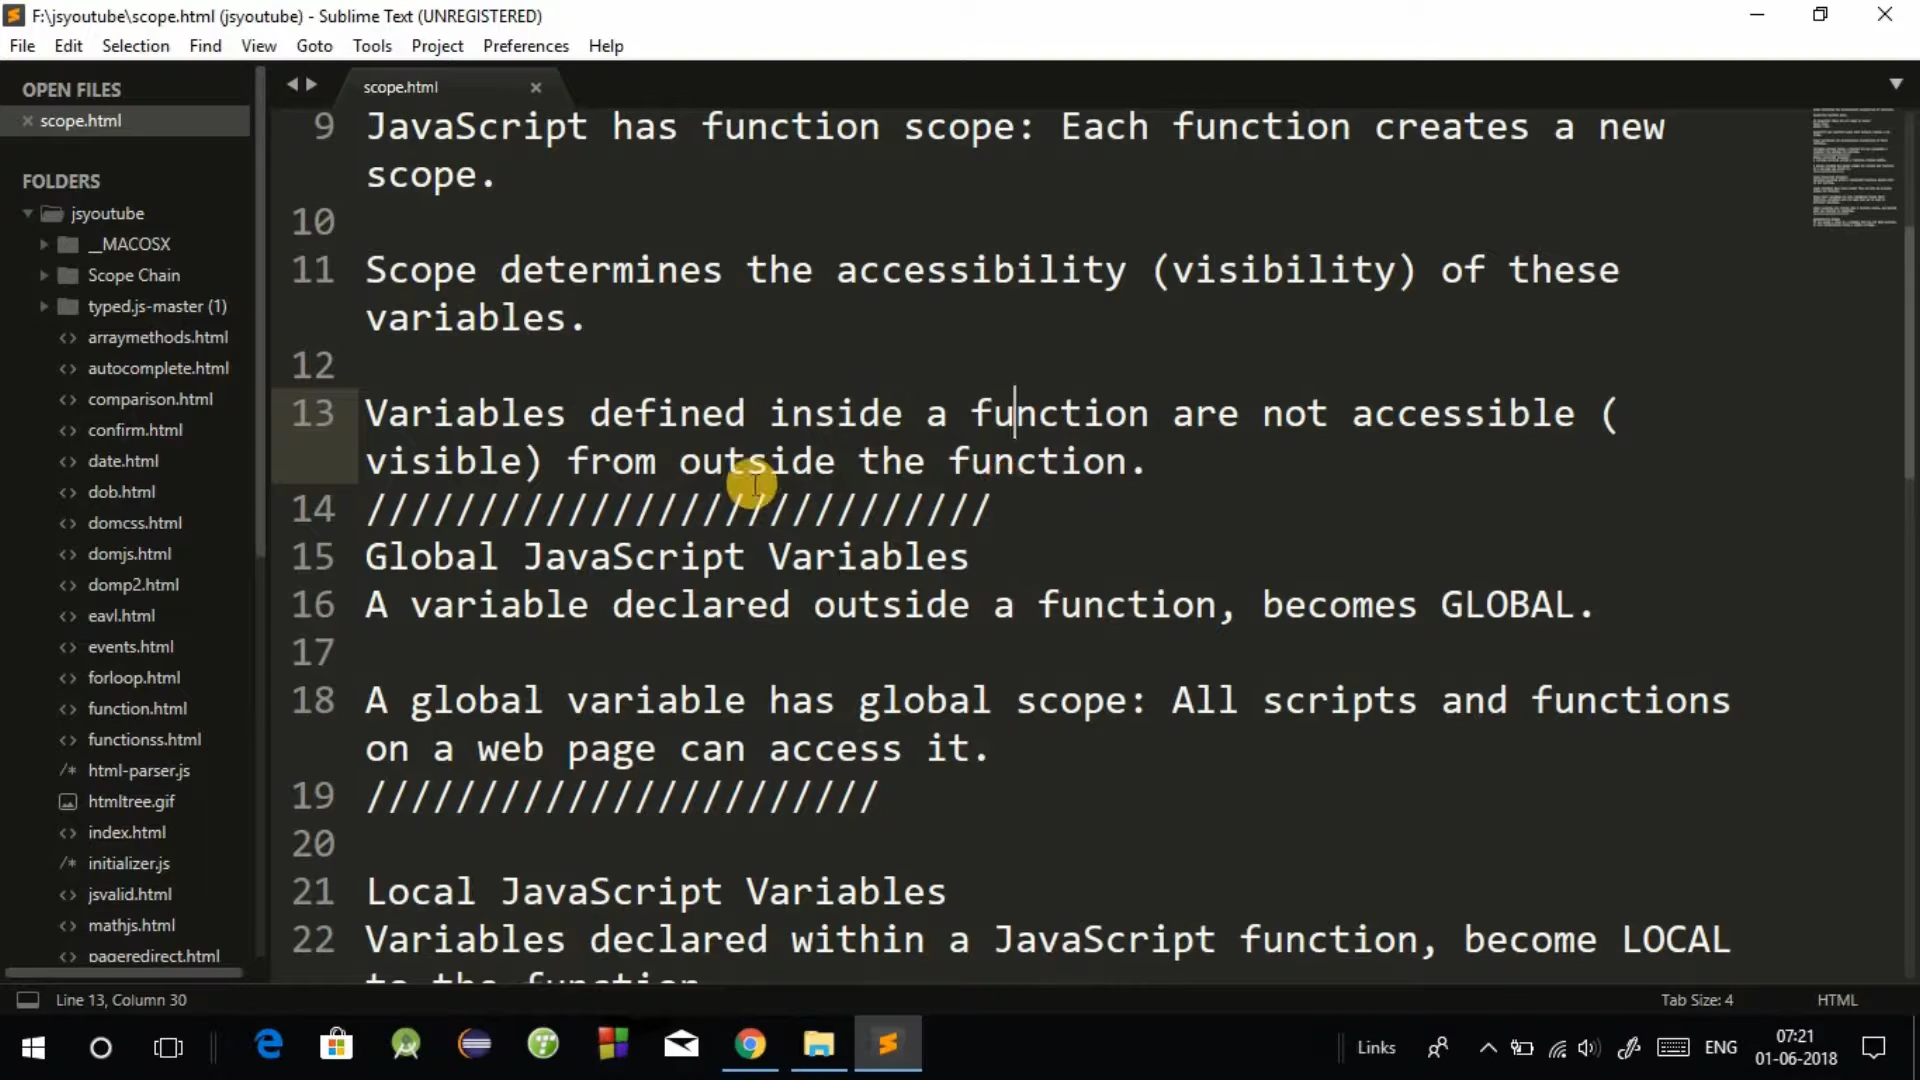 F:\jsyoutube\scope.html (jsyoutube) - Sublime Text (UNREGISTERED)
File Edit Selection Find View Goto Tools Project Preferences Help
OPEN FILES
scope.html
FOLDERS
jsyoutube
__MACOSX
Scope Chain
typed.js-master (1)
arraymethods.html
autocomplete.html
comparison.html
confirm.html
date.html
dob.html
domcss.html
domjs.html
domp2.html
eavl.html
events.html
forloop.html
function.html
functionss.html
html-parser.js
htmltree.gif
index.html
initializer.js
jsvalid.html
mathjs.html
pageredirect.html
scope.html
9 JavaScript has function scope: Each function creates a new
scope.
10
11 Scope determines the accessibility (visibility) of these
variables.
12
13 Variables defined inside a function are not accessible (
visible) from outside the function.
14 ////////////////////////////
15 Global JavaScript Variables
16 A variable declared outside a function, becomes GLOBAL.
17
18 A global variable has global scope: All scripts and functions
on a web page can access it.
19 ///////////////////////
20
21 Local JavaScript Variables
22 Variables declared within a JavaScript function, become LOCAL
to the function
Line 13, Column 30
Tab Size: 4 HTML
Links ENG 07:21
01-06-2018